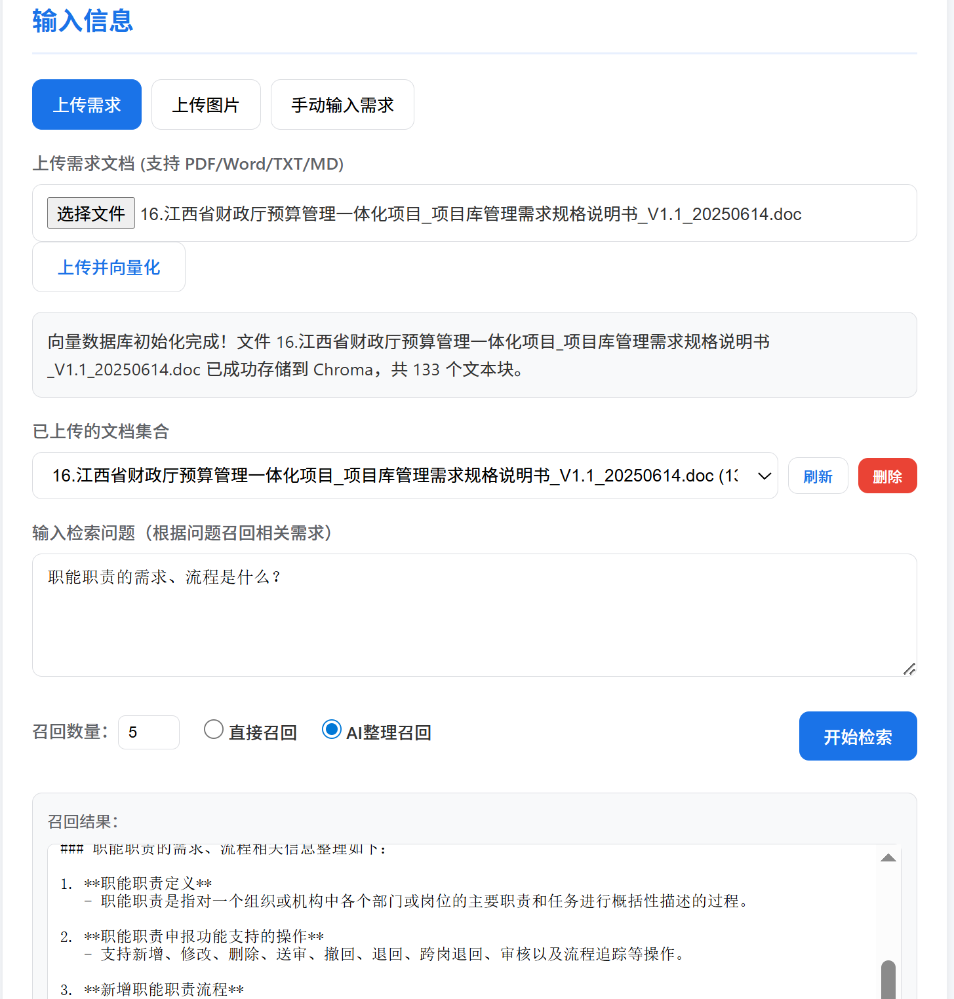 输入信息
上传需求 上传图片 手动输入需求
上传需求文档 (支持 PDF/Word/TXT/MD)
选择文件 16.江西省财政厅预算管理一体化项目_项目库管理需求规格说明书_V1.1_20250614.doc
上传并向量化
向量数据库初始化完成！文件 16.江西省财政厅预算管理一体化项目_项目库管理需求规格说明书
_V1.1_20250614.doc 已成功存储到 Chroma，共 133 个文本块。
已上传的文档集合
16.江西省财政厅预算管理一体化项目_项目库管理需求规格说明书_V1.1_20250614.doc (13 刷新 删除
输入检索问题（根据问题召回相关需求）
职能职责的需求、流程是什么？
召回数量： 5 直接召回 AI整理召回 开始检索
召回结果：
### 职能职责的需求、流程相关信息整理如下：
1. **职能职责定义**
- 职能职责是指对一个组织或机构中各个部门或岗位的主要职责和任务进行概括性描述的过程。
2. **职能职责申报功能支持的操作**
- 支持新增、修改、删除、送审、撤回、退回、跨岗退回、审核以及流程追踪等操作。
3. **新增职能职责流程**